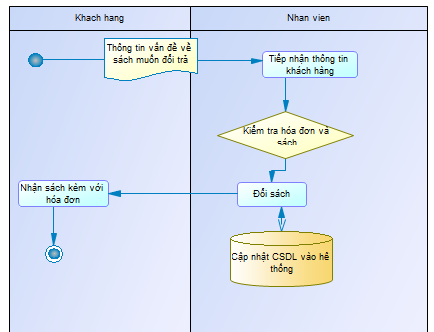 Khach hang
Nhan vien
Thông tin vấn đề về
sách muốn đổi trả
Tiếp nhận thông tin
khách hàng
Kiểm tra hóa đơn và
sách
Nhận sách kèm với
hóa đơn
Đổi sách
Cập nhật CSDL vào hệ
thống